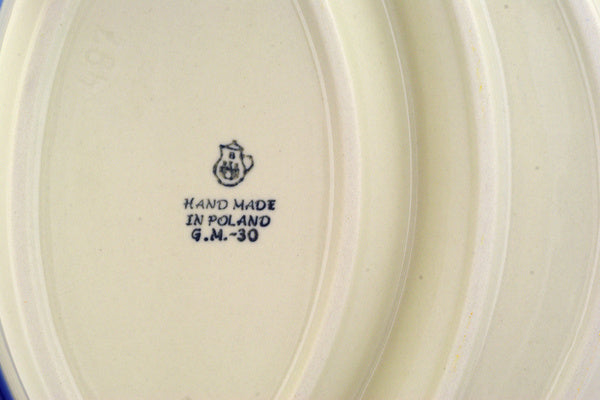 B
HAND MADE
IN POLAND
G.M.-30